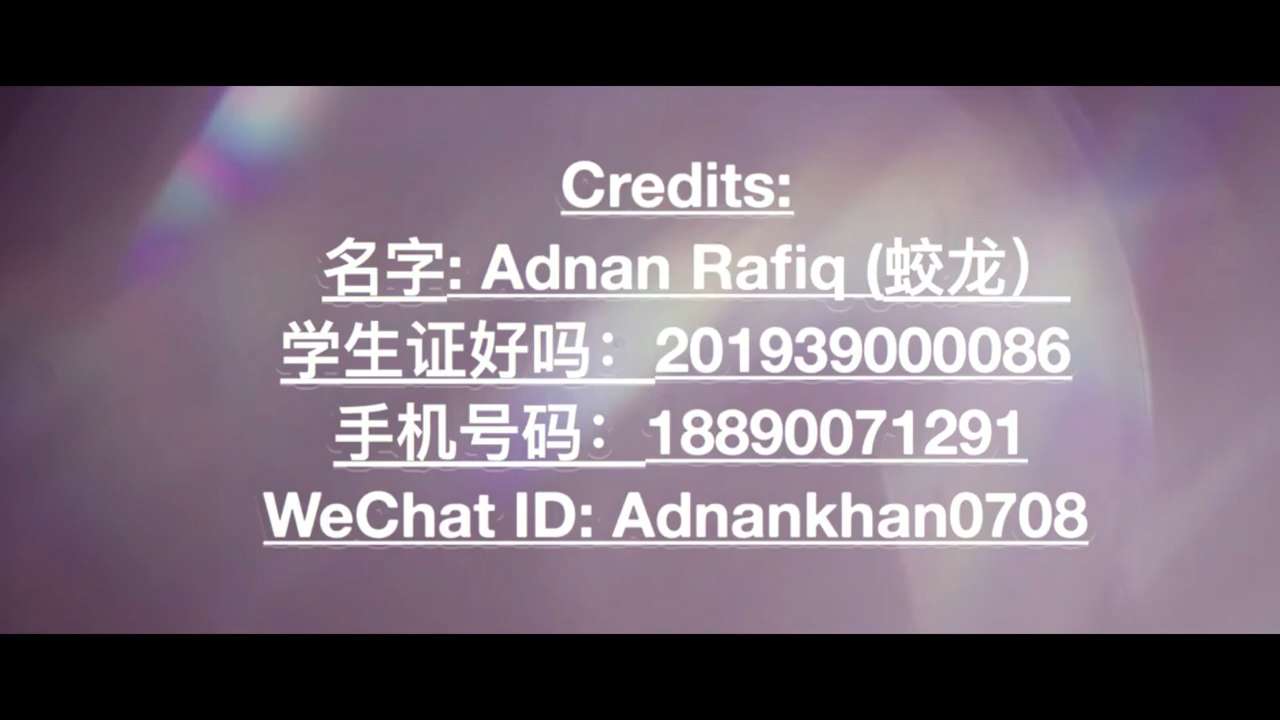 Credits:
名字: Adnan Rafiq (蛟龙）
学生证好吗：201939000086
手机号码：18890071291
WeChat ID: Adnankhan0708